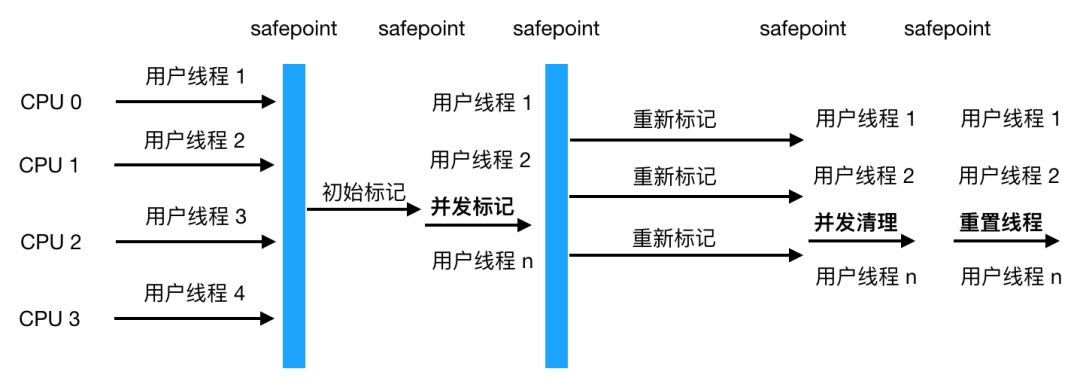 safepoint safepoint safepoint safepoint safepoint
CPU 0
用户线程 1
CPU 1
用户线程 2
CPU 2
用户线程 3
CPU 3
用户线程 4
初始标记
用户线程 1
用户线程 2
并发标记
用户线程 n
重新标记
重新标记
重新标记
用户线程 1
用户线程 2
并发清理
用户线程 n
用户线程 1
用户线程 2
重置线程
用户线程 n